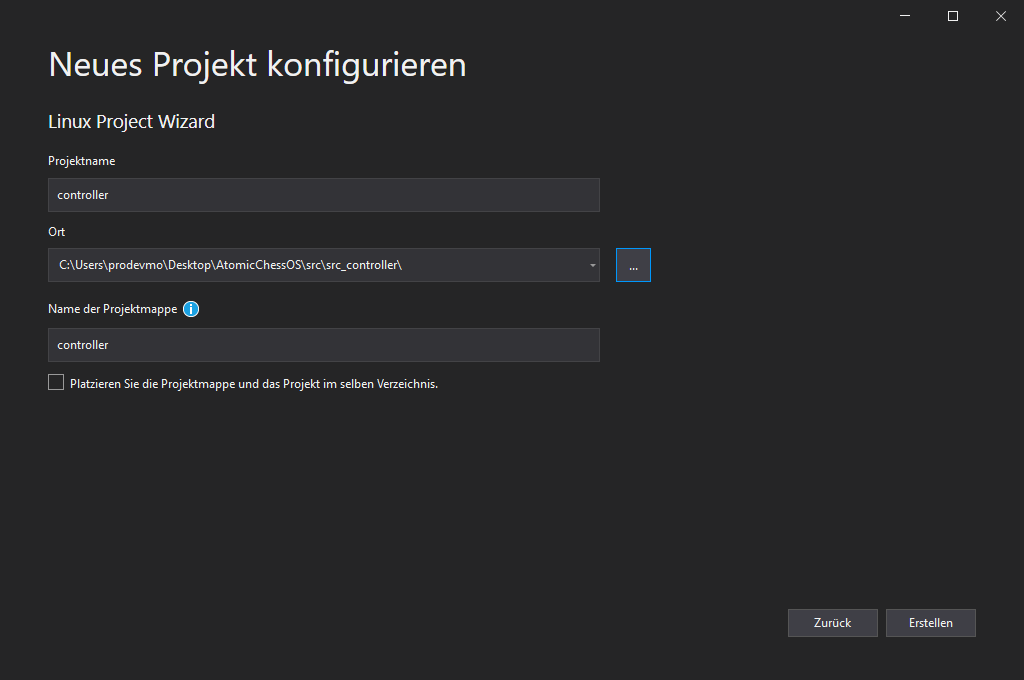 Neues Projekt konfigurieren
Linux Project Wizard
Projektname
controller
Ort
C:\Users\prodevmo\Desktop\AtomicChessOS\src\src_controller\
...
Name der Projektmappe
controller
Platzieren Sie die Projektmappe und das Projekt im selben Verzeichnis.
Zurück Erstellen